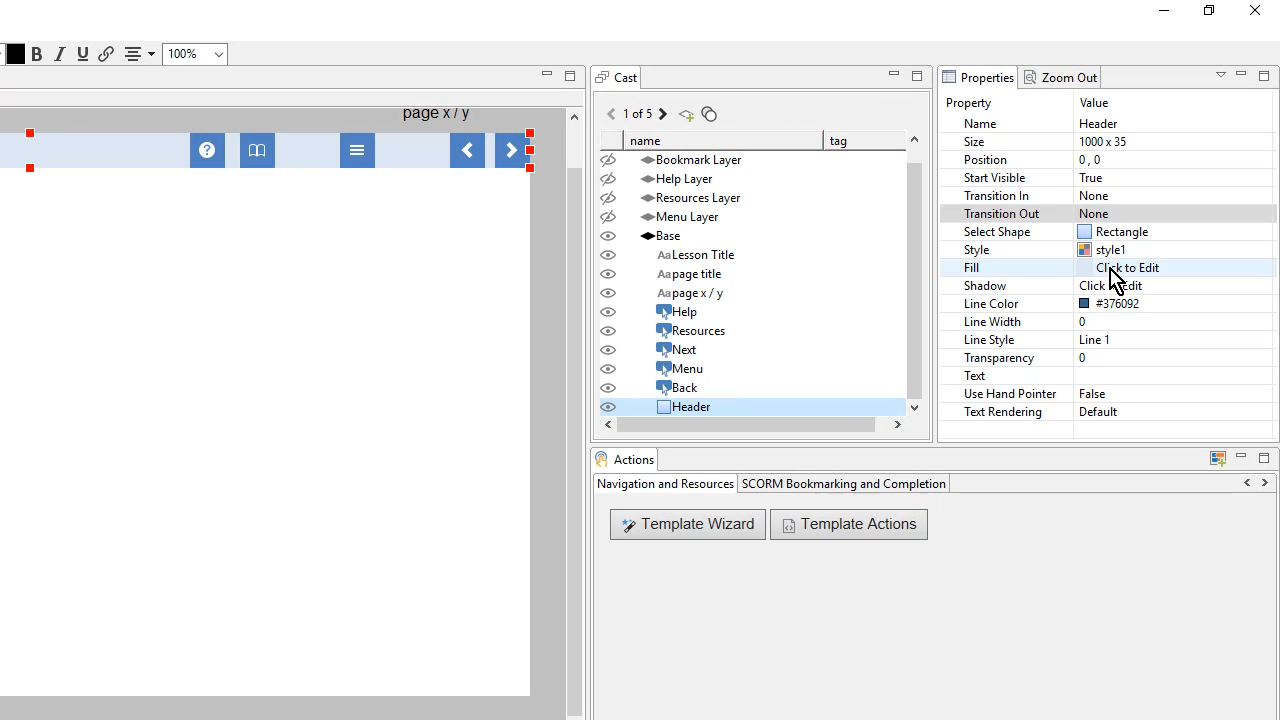 B I U 100%
page x / y
Cast
1 of 5
name tag
Bookmark Layer
Help Layer
Resources Layer
Menu Layer
Base
Aa Lesson Title
Aa page title
Aa page x / y
Help
Resources
Next
Menu
Back
Header
Properties Zoom Out
Property Value
Name Header
Size 1000 x 35
Position 0 , 0
Start Visible True
Transition In None
Transition Out None
Select Shape Rectangle
Style style1
Fill Click to Edit
Shadow Click dit
Line Color #376092
Line Width 0
Line Style Line 1
Transparency 0
Text
Use Hand Pointer False
Text Rendering Default
Actions
Navigation and Resources SCORM Bookmarking and Completion
Template Wizard Template Actions